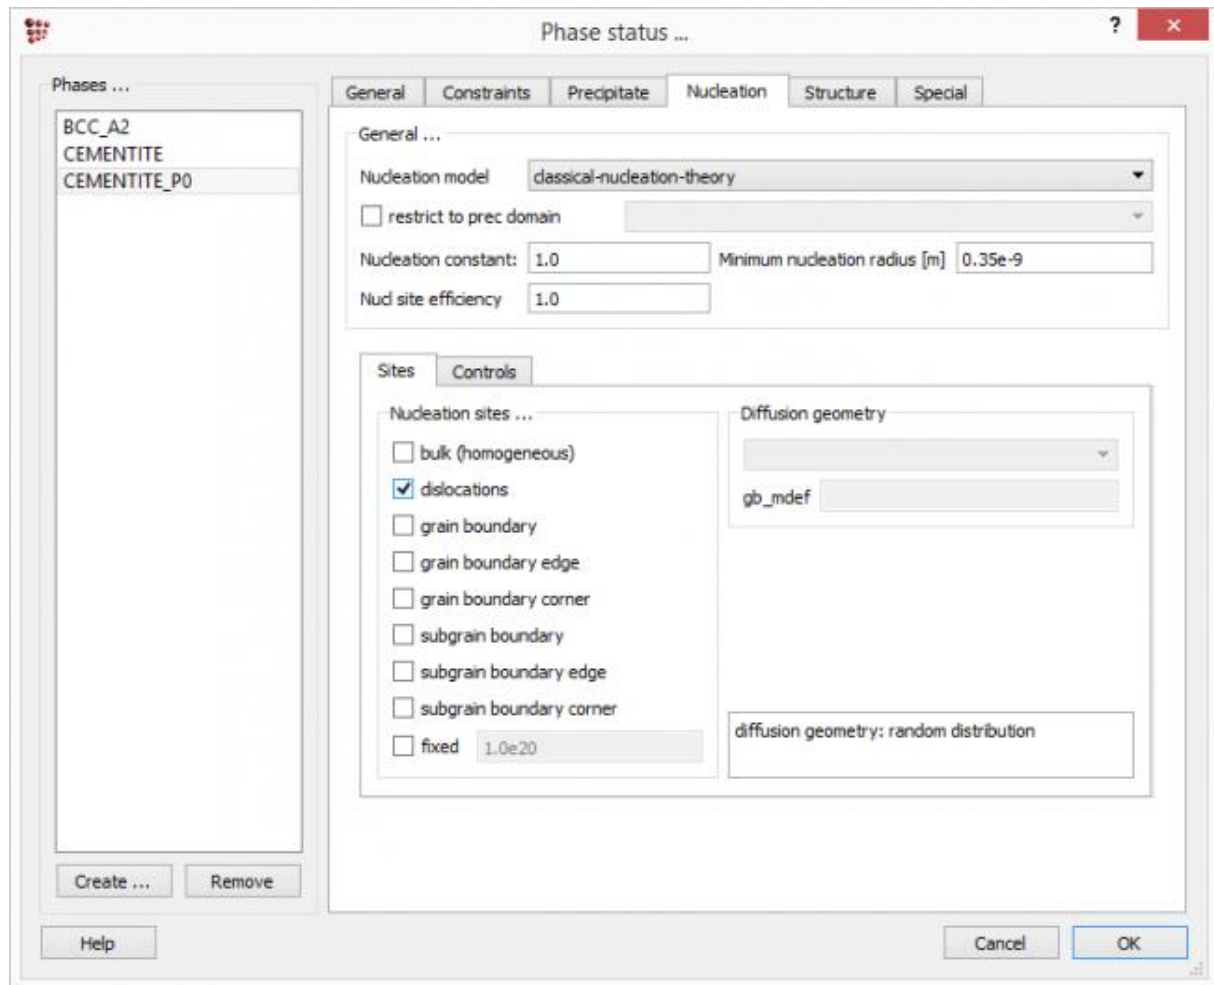 Phase status ...
?
Phases ...
BCC_A2
CEMENTITE
CEMENTITE_P0
Create ...
Remove
General
Constraints
Precipitate
Nucleation
Structure
Special
General ...
Nucleation model
classical-nucleation-theory
restrict to prec domain
Nucleation constant:
1.0
Minimum nucleation radius [m]
0.35e-9
Nucl site efficiency
1.0
Sites
Controls
Nucleation sites ...
bulk (homogeneous)
dislocations
grain boundary
grain boundary edge
grain boundary corner
subgrain boundary
subgrain boundary edge
subgrain boundary corner
fixed
1.0e20
Diffusion geometry
gb_mdef
diffusion geometry: random distribution
Help
Cancel
OK